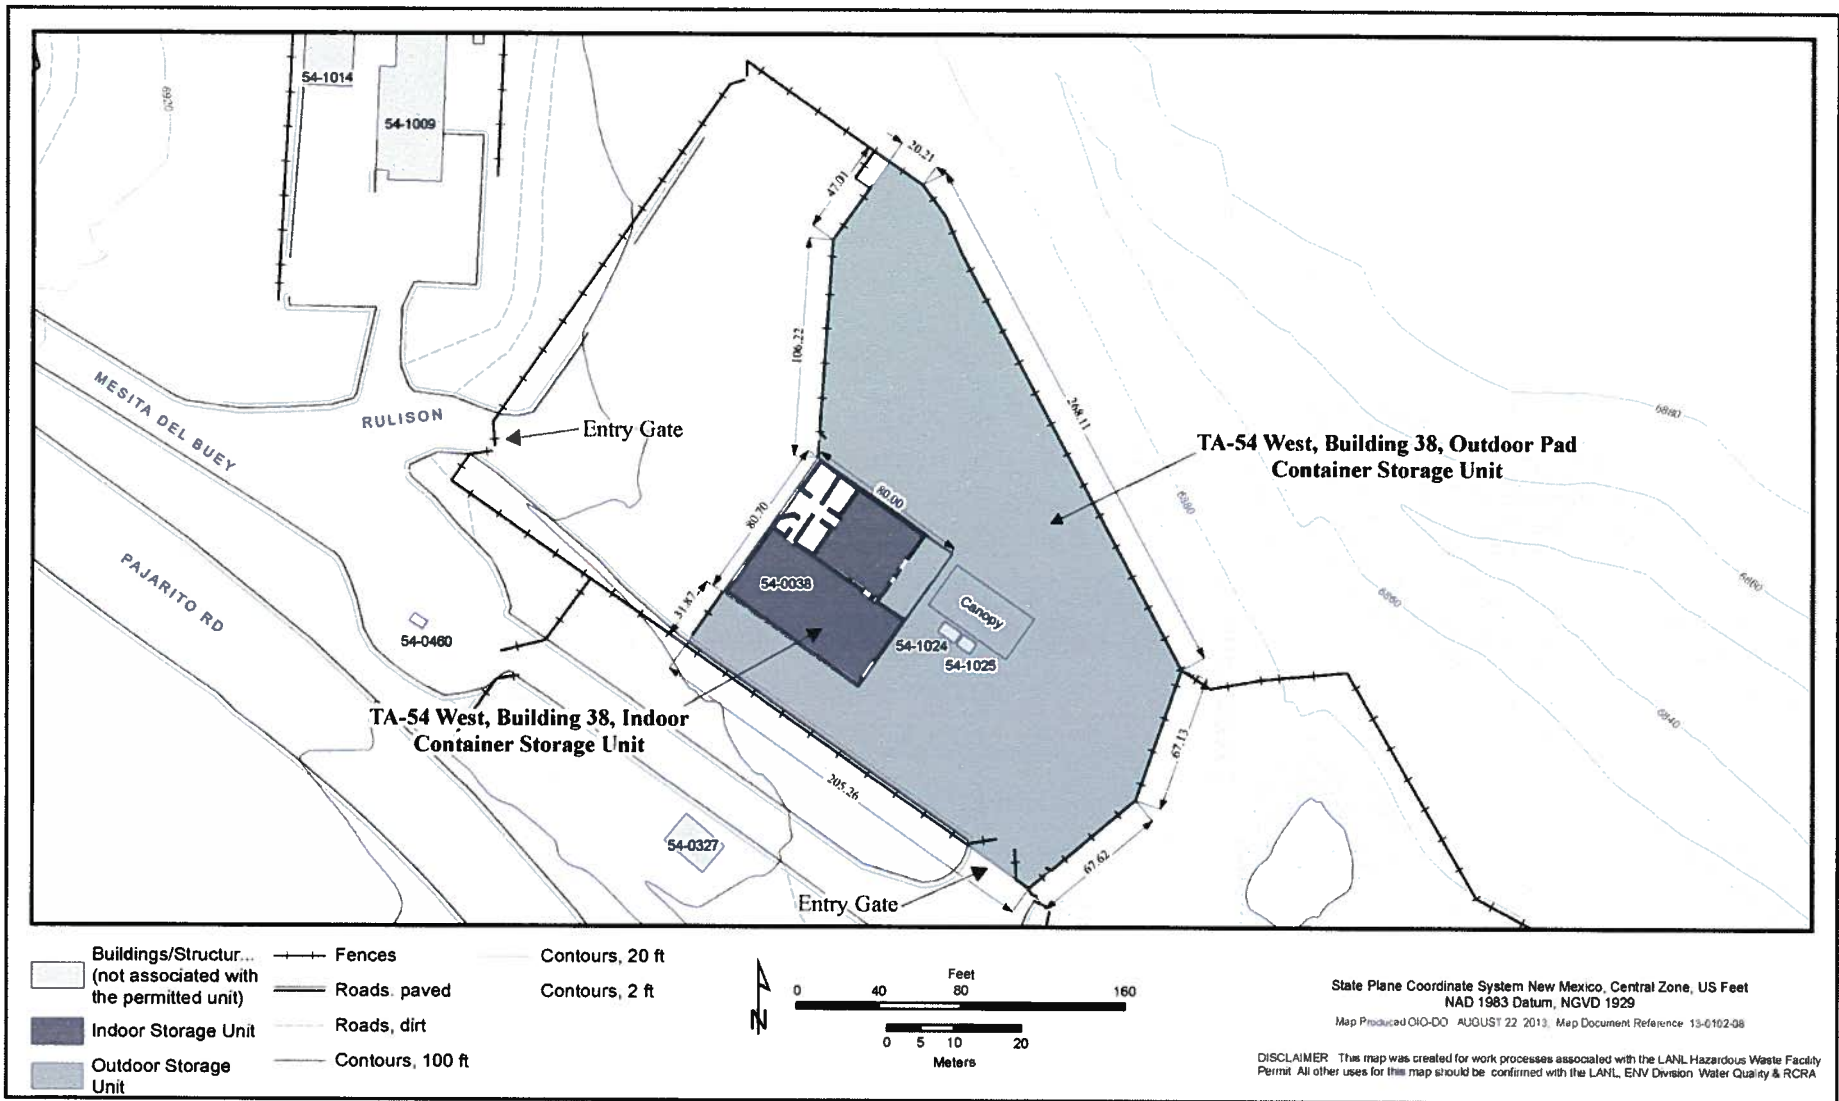 54-1014
6920
54-1009
20.21
47.01
106.22
268.11
MESITA DEL BUEY
RULISON
Entry Gate
6880
TA-54 West, Building 38, Outdoor Pad
Container Storage Unit
80.70
80.00
6880
54-0038
31.87
Canopy
6860
6860
PAJARITO RD
54-0460
54-1024
54-1025
TA-54 West, Building 38, Indoor
Container Storage Unit
6840
67.13
205.26
54-0327
67.62
Entry Gate
Buildings/Structur...
(not associated with
the permitted unit)
Indoor Storage Unit
Outdoor Storage
Unit
Fences
Roads, paved
Roads, dirt
Contours, 100 ft
Contours, 20 ft
Contours, 2 ft
N
Feet
0 40 80 160
0 5 10 20
Meters
State Plane Coordinate System New Mexico, Central Zone, US Feet
NAD 1983 Datum, NGVD 1929
Map Produced OIO-DO AUGUST 22 2013, Map Document Reference 13-0102-08
DISCLAIMER This map was created for work processes associated with the LANL Hazardous Waste Facility
Permit All other uses for this map should be confirmed with the LANL, ENV Division Water Quality & RCRA